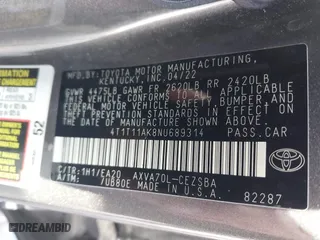 MFD. BY: TOYOTA MOTOR MANUFACTURING,
KENTUCKY, INC. 04/22
GVWR 4475LB GAWR FR 2620LB RR 2420LB
THIS VEHICLE CONFORMS TO ALL APPLICABLE
FEDERAL MOTOR VEHICLE SAFETY, BUMPER, AND
THEFT PREVENTION STANDARDS IN EFFECT ON
THE DATE OF MANUFACTURE SHOWN ABOVE.
4T1T11AK8NU689314 PASS.CAR
C/TR: 1H1/EA20 AXVA70L-CEZSBA
A/TM: -/UB80E MADE IN U.S.A.
82287
52